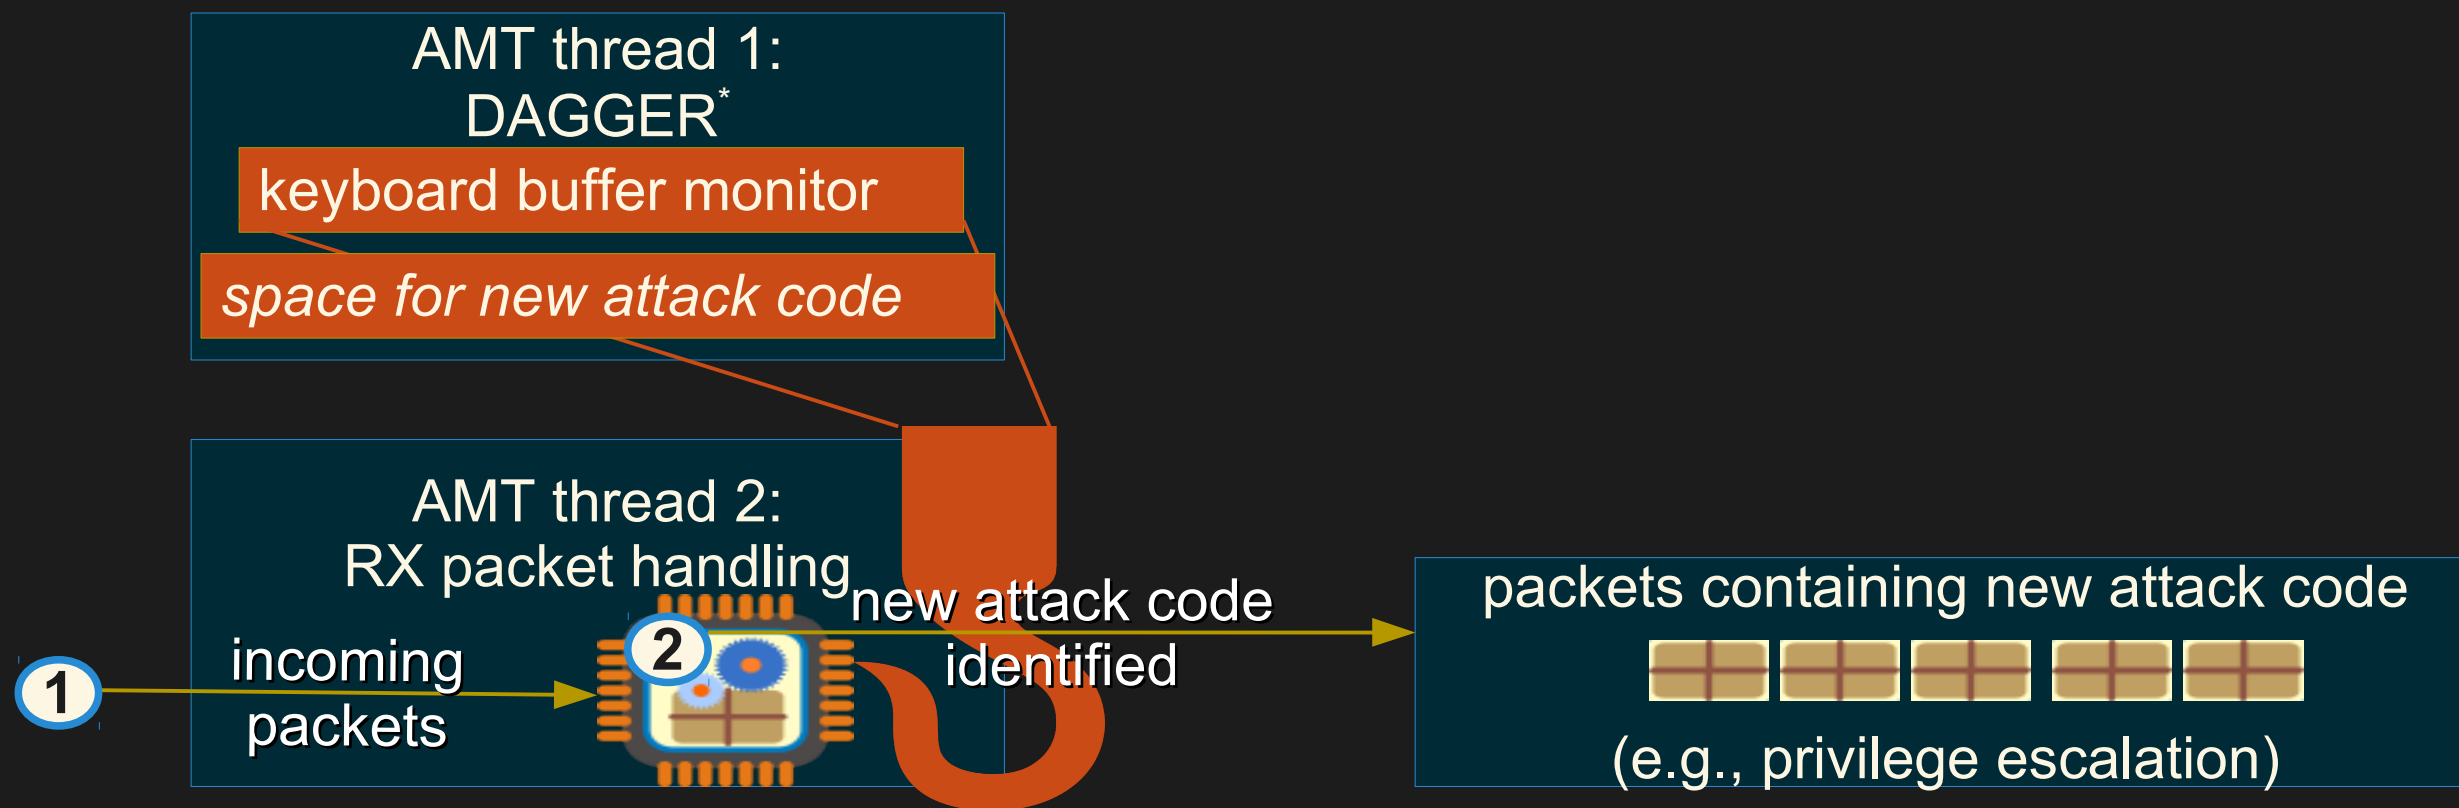 AMT thread 1:
DAGGER*
keyboard buffer monitor
space for new attack code
AMT thread 2:
RX packet handling
1
incoming
packets
2
new attack code
identified
packets containing new attack code
(e.g., privilege escalation)